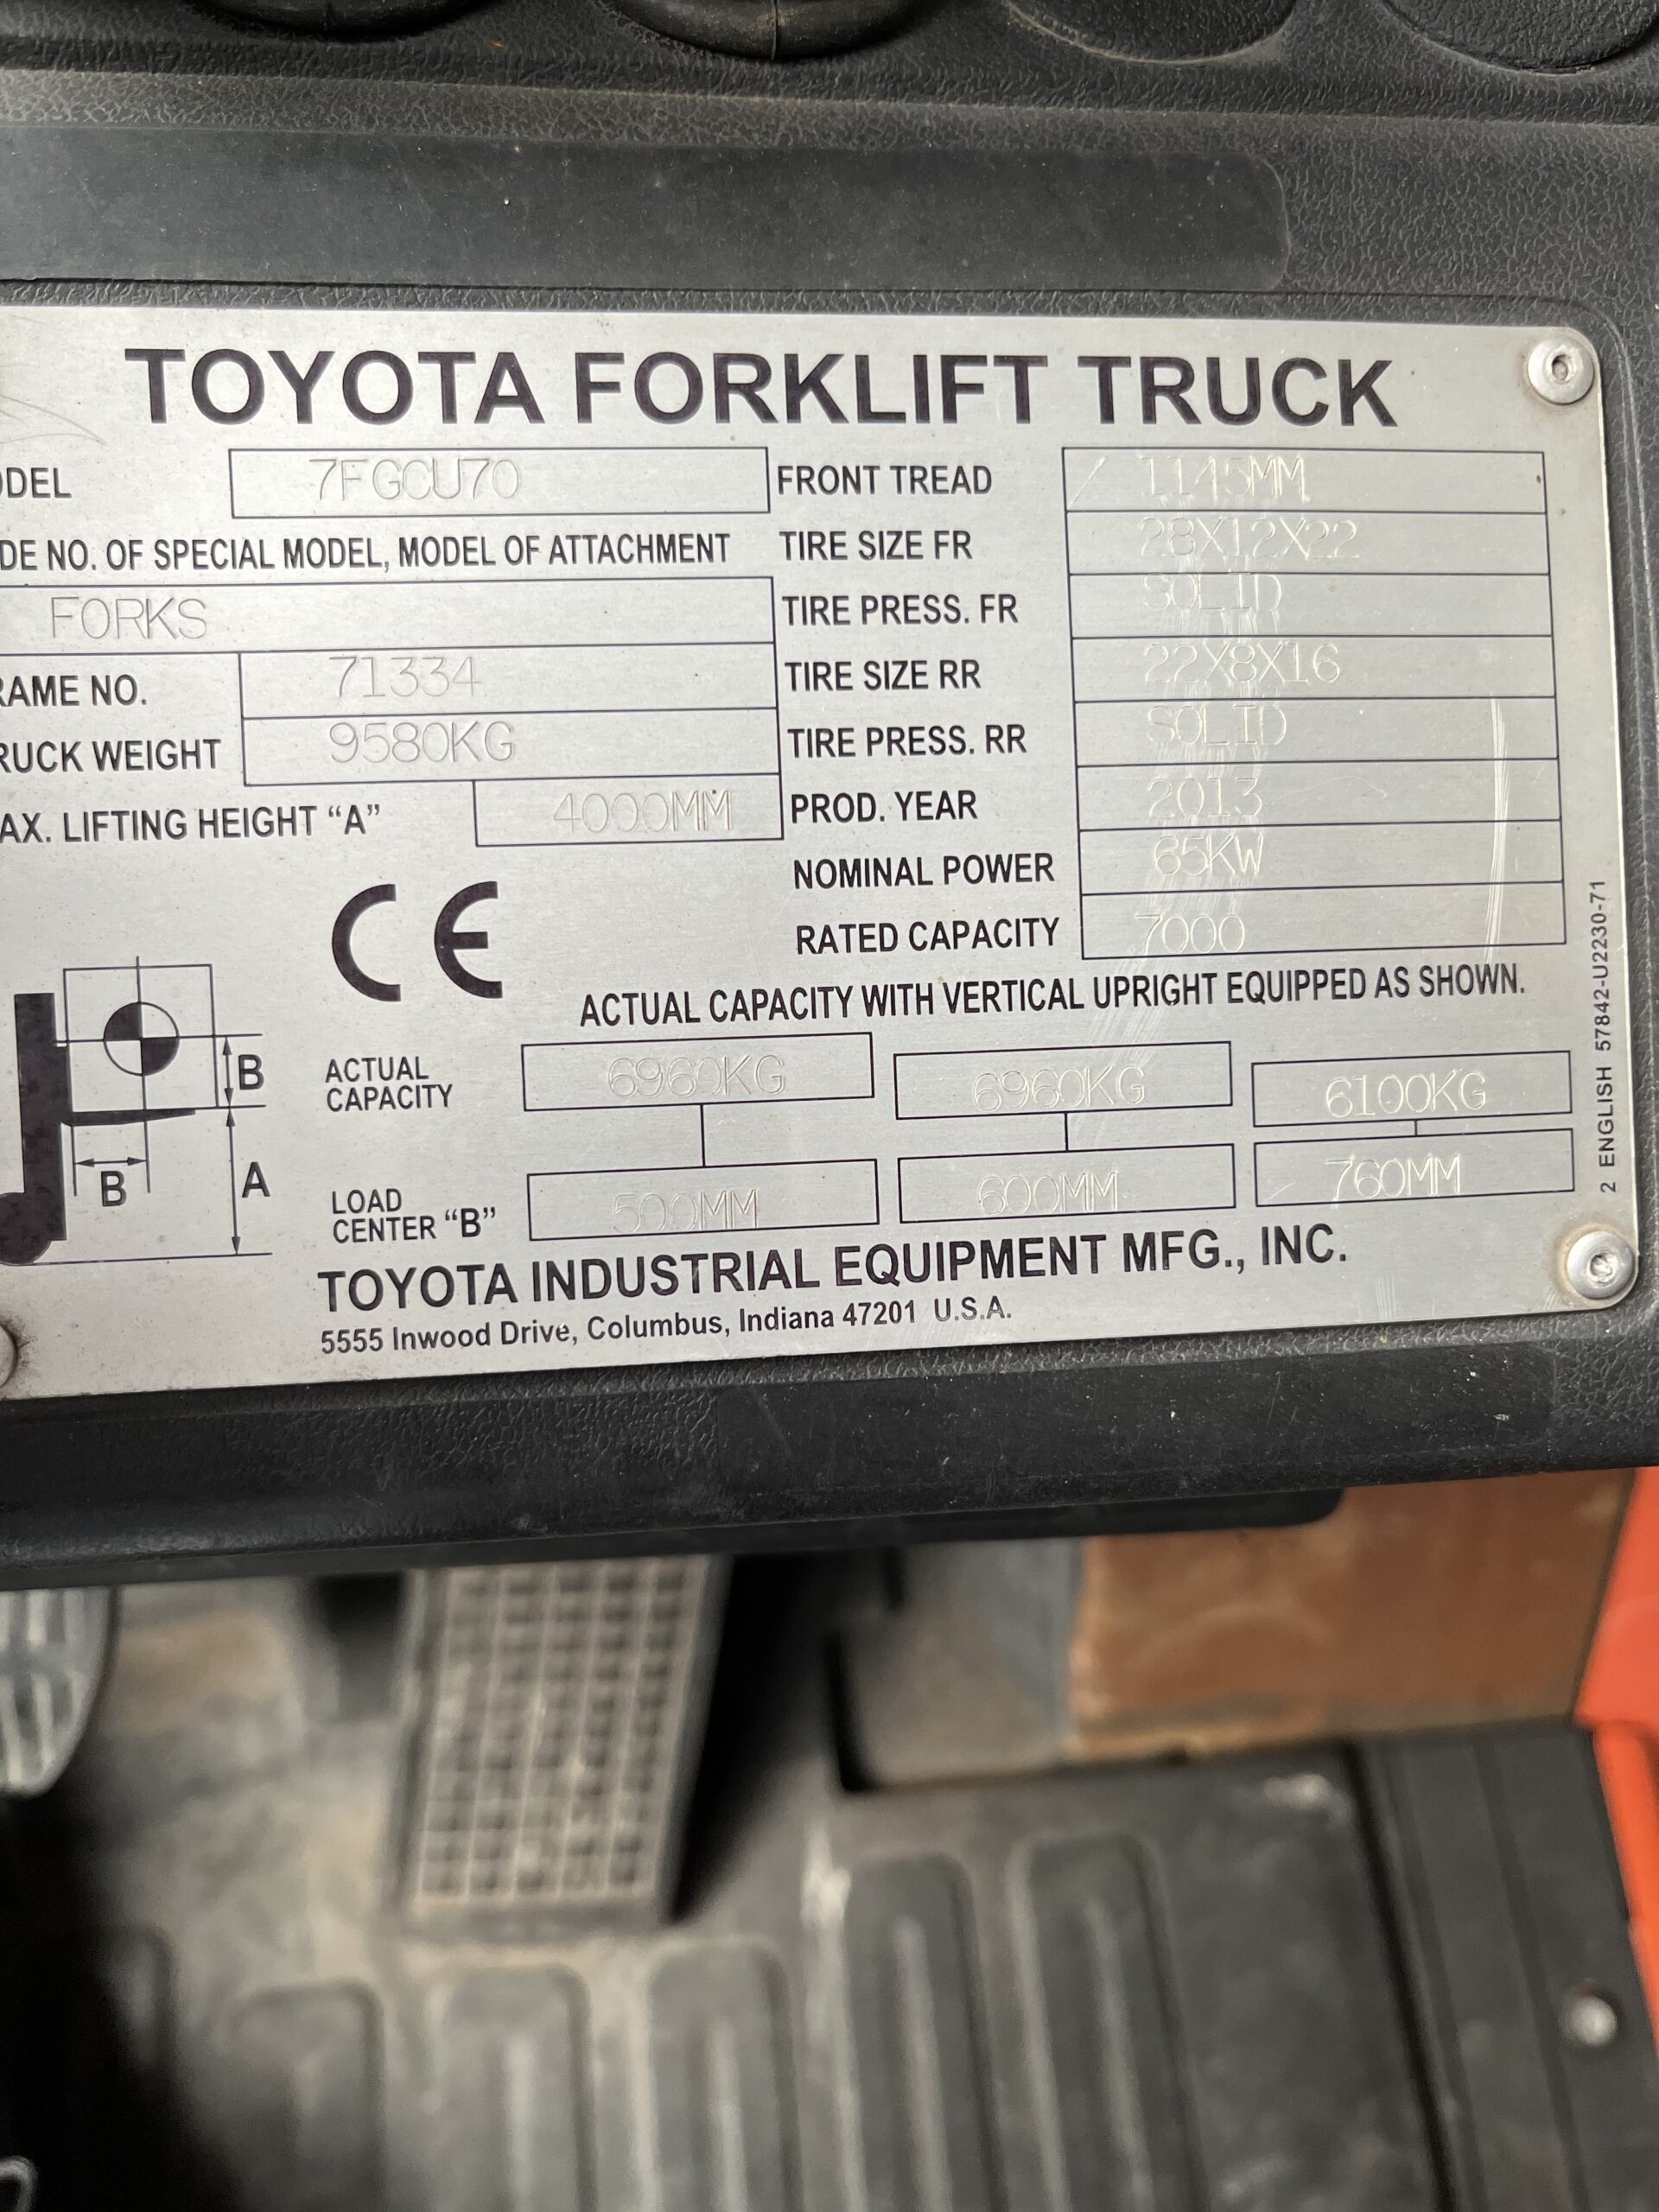 TOYOTA FORKLIFT TRUCK
ODEL 7FGCU70
DE NO. OF SPECIAL MODEL, MODEL OF ATTACHMENT
FORKS
RAME NO. 71334
RUCK WEIGHT 9580KG
AX. LIFTING HEIGHT “A” 4000MM
FRONT TREAD / 1145MM
TIRE SIZE FR 28X12X22
TIRE PRESS. FR SOLID
TIRE SIZE RR 22X8X16
TIRE PRESS. RR SOLID
PROD. YEAR 2013
NOMINAL POWER 65KW
RATED CAPACITY 7000
CE
B
B
A
ACTUAL CAPACITY WITH VERTICAL UPRIGHT EQUIPPED AS SHOWN.
ACTUAL
CAPACITY
6960KG 6960KG 6100KG
LOAD
CENTER “B”
500MM 600MM 760MM
TOYOTA INDUSTRIAL EQUIPMENT MFG., INC.
5555 Inwood Drive, Columbus, Indiana 47201 U.S.A.
2 ENGLISH 57842-U2230-71